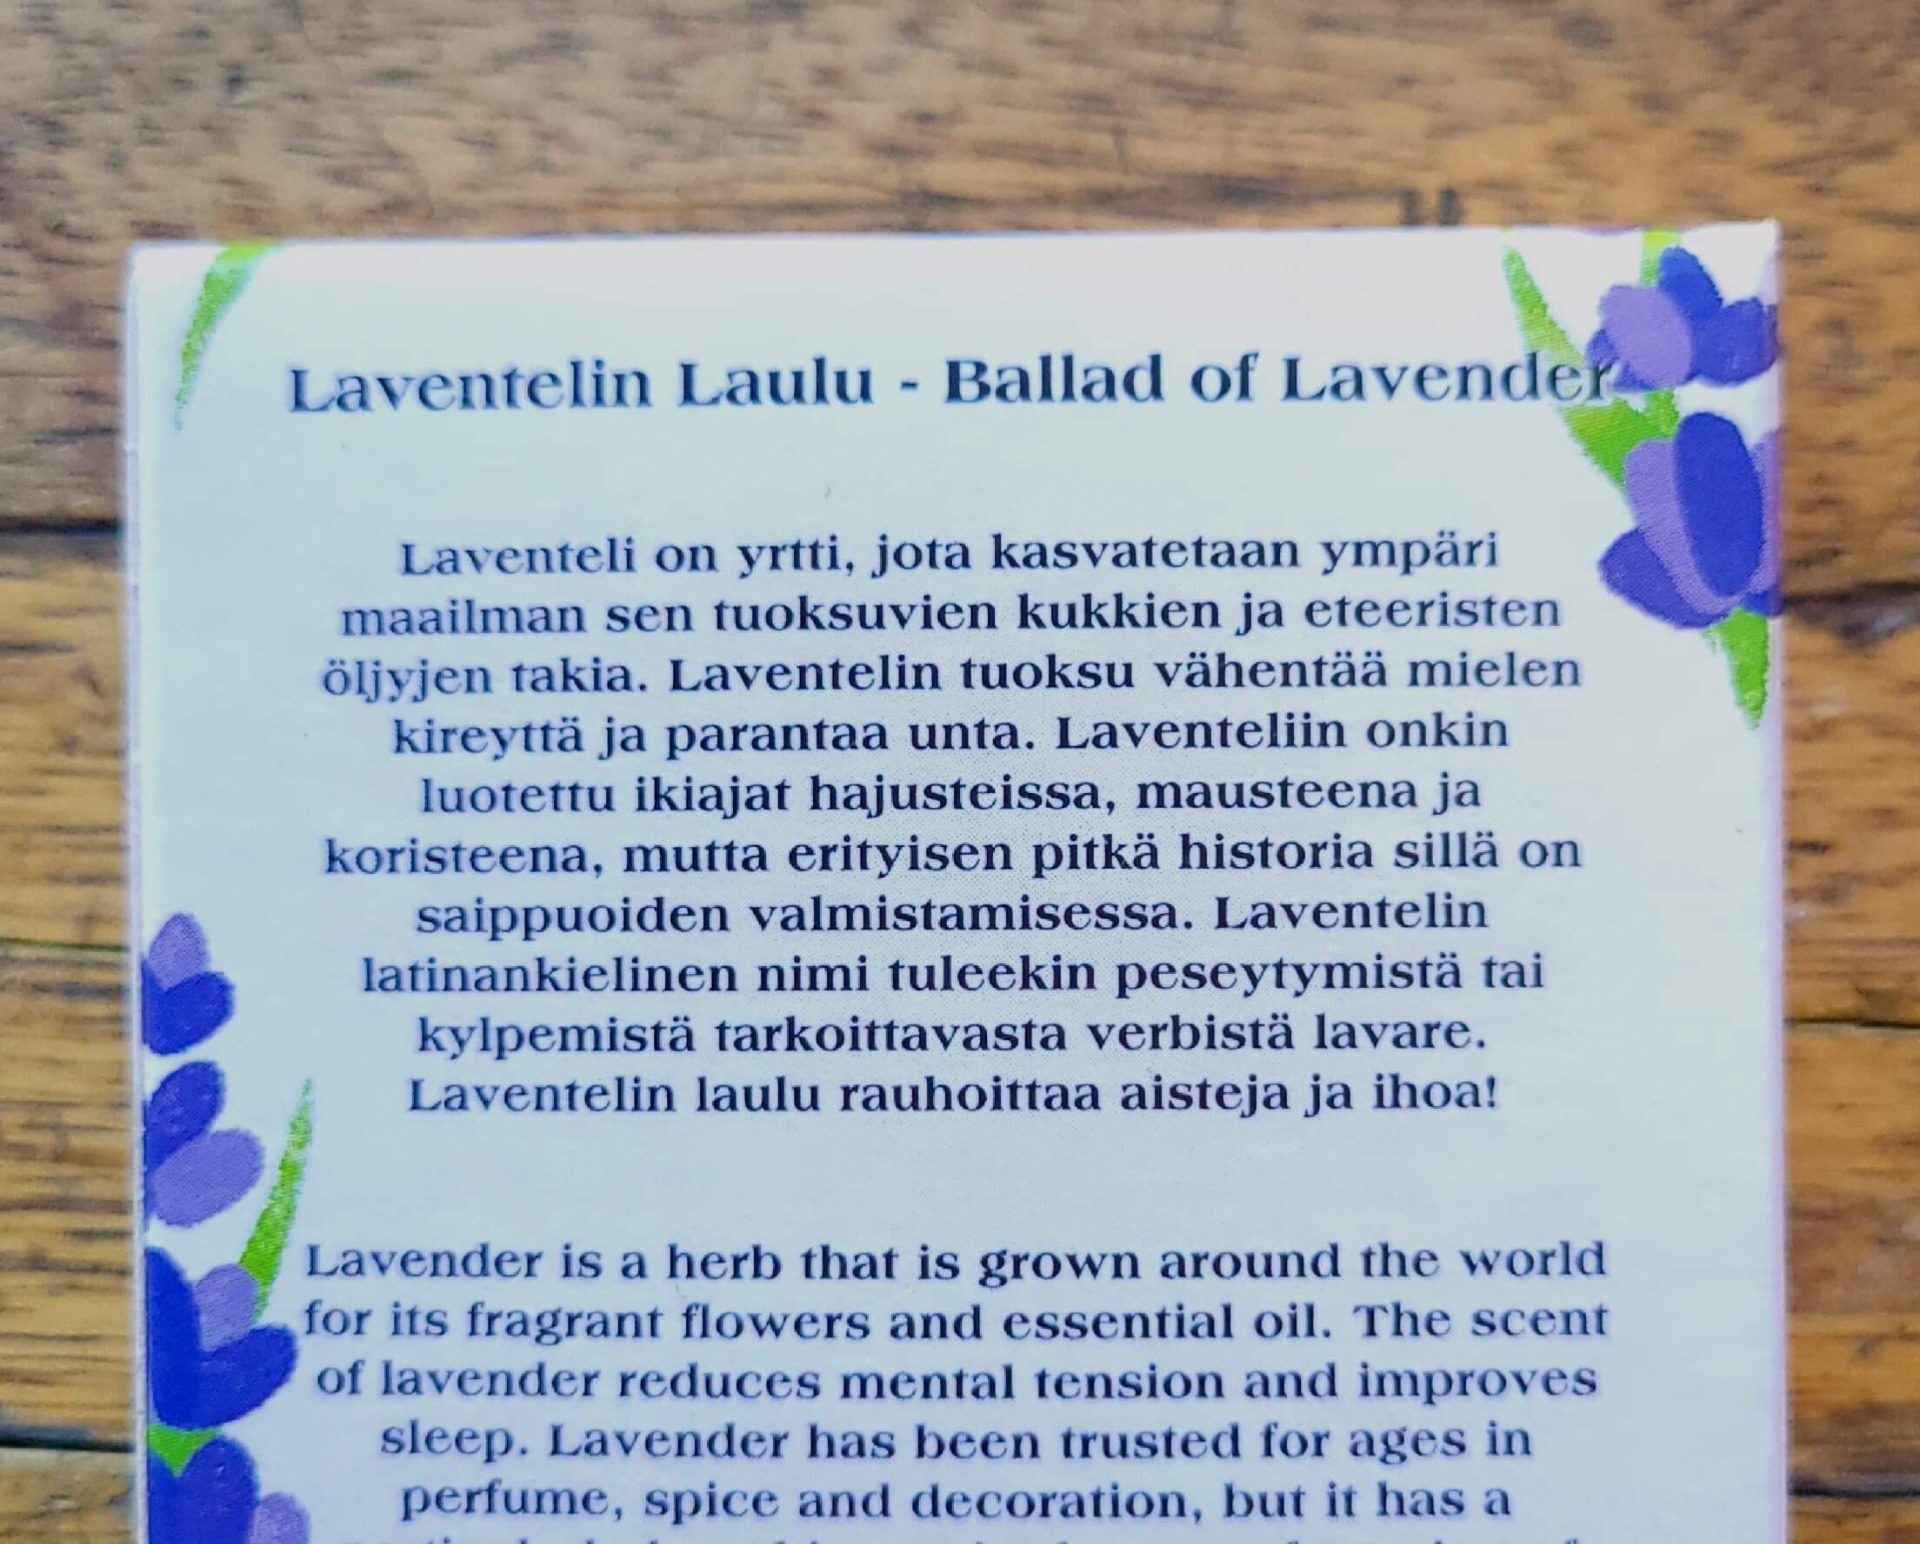 Laventelin Laulu - Ballad of Lavender
Laventeli on yrtti, jota kasvatetaan ympäri
maailman sen tuoksuvien kukkien ja eteeristen
öljyjen takia. Laventelin tuoksu vähentää mielen
kireyttä ja parantaa unta. Laventeliin onkin
luotettu ikiajat hajusteissa, mausteena ja
koristeena, mutta erityisen pitkä historia sillä on
saippuoiden valmistamisessa. Laventelin
latinankielinen nimi tuleekin peseytymistä tai
kylpemistä tarkoittavasta verbistä lavare.
Laventelin laulu rauhoittaa aisteja ja ihoa!
Lavender is a herb that is grown around the world
for its fragrant flowers and essential oil. The scent
of lavender reduces mental tension and improves
sleep. Lavender has been trusted for ages in
perfume, spice and decoration, but it has a